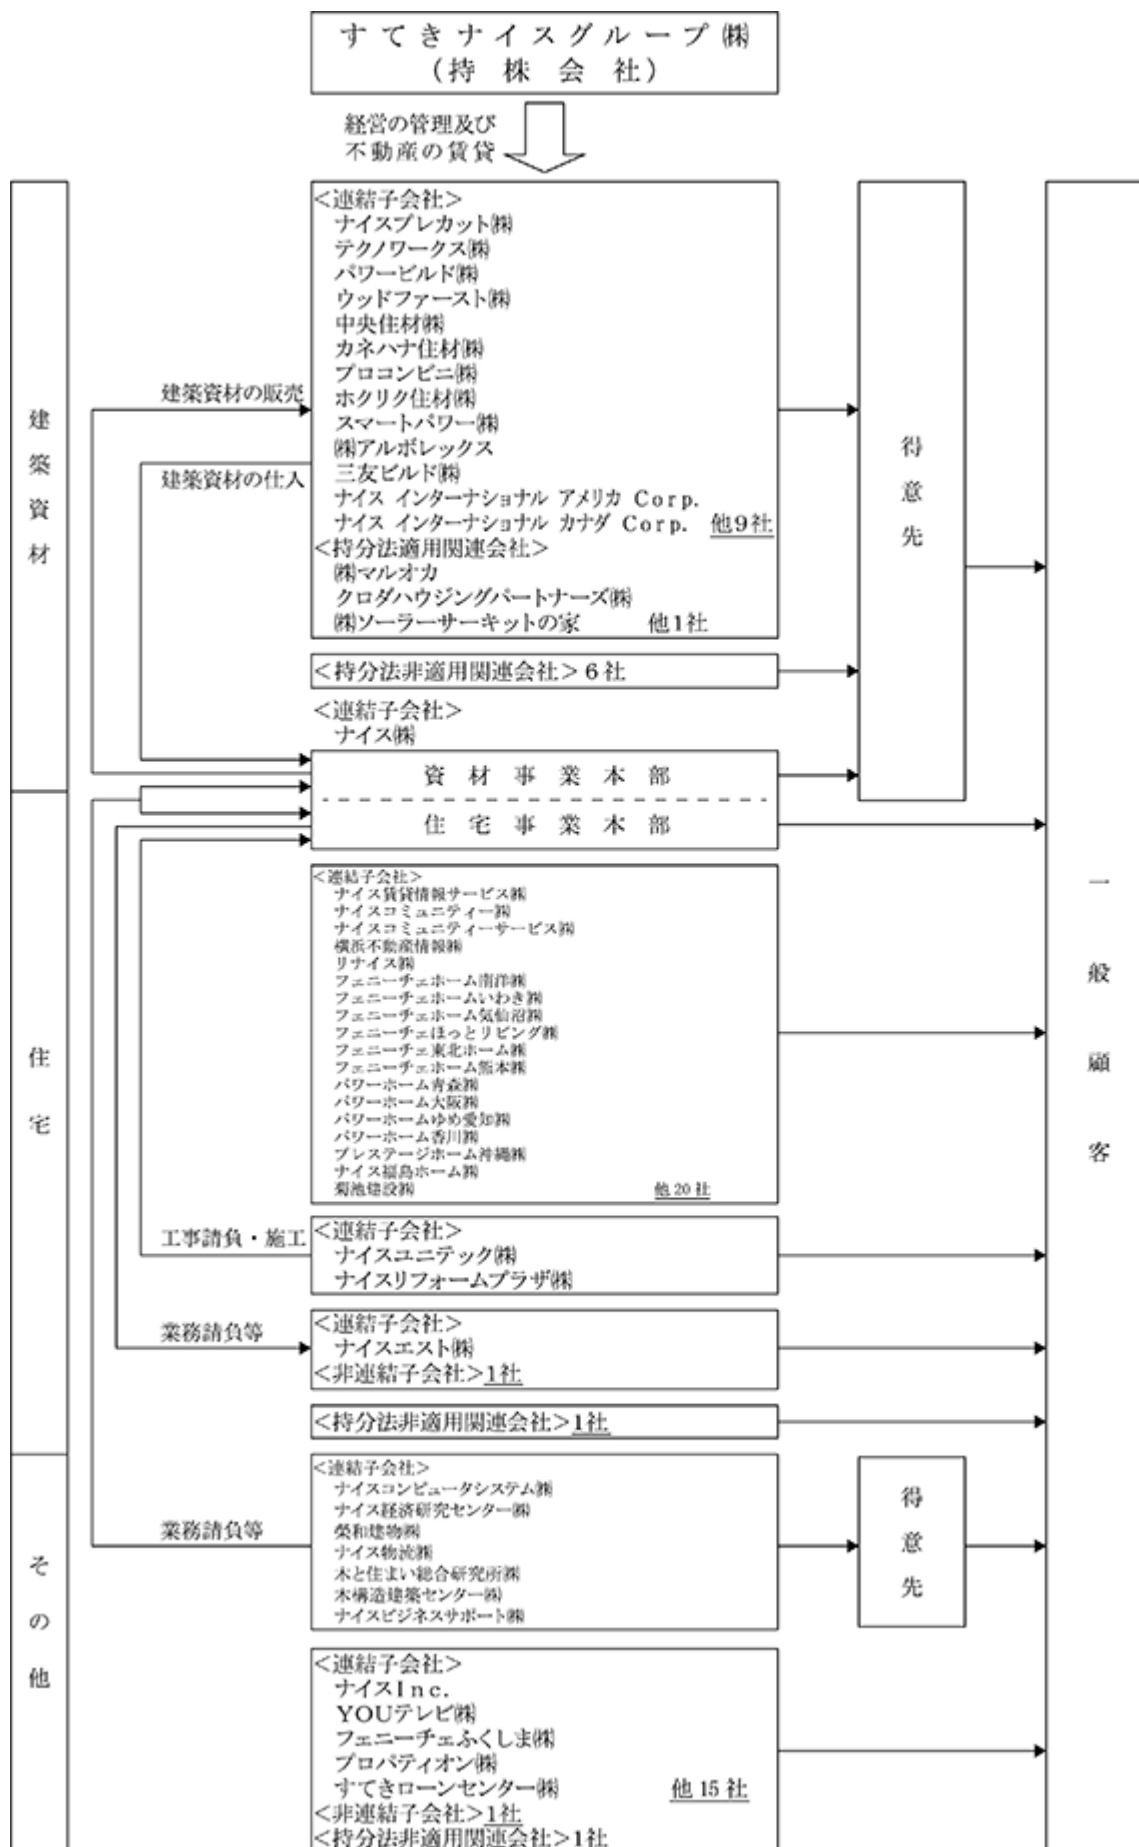 すてきナイスグループ㈱
（持株会社）
経営の管理及び
不動産の賃貸
建築資材
＜連結子会社＞
ナイスプレカット㈱
テクノワークス㈱
パワービルド㈱
ウッドファースト㈱
中央住材㈱
カネハナ住材㈱
プロコンビニ㈱
ホクリク住材㈱
スマートパワー㈱
㈱アルボレックス
三友ビルド㈱
ナイス インターナショナル アメリカ Corp.
ナイス インターナショナル カナダ Corp. 他9社
＜持分法適用関連会社＞
㈱マルオカ
クロダハウジングパートナーズ㈱
㈱ソーラーサーキットの家 他1社
建築資材の販売
建築資材の仕入
＜持分法非適用関連会社＞6社
＜連結子会社＞
ナイス㈱
資材事業本部
住宅事業本部
得意先
一般顧客
住宅
＜連結子会社＞
ナイス賃貸情報サービス㈱
ナイスコミュニティー㈱
ナイスコミュニティーサービス㈱
横浜不動産情報㈱
リナイス㈱
フェニーチェホーム南洋㈱
フェニーチェホームいわき㈱
フェニーチェホーム気仙沼㈱
フェニーチェほっとリビング㈱
フェニーチェ東北ホーム㈱
フェニーチェホーム熊本㈱
パワーホーム青森㈱
パワーホーム大阪㈱
パワーホームゆめ愛知㈱
パワーホーム香川㈱
プレステージホーム沖縄㈱
ナイス福島ホーム㈱
菊池建設㈱ 他20社
工事請負・施工
＜連結子会社＞
ナイスユニテック㈱
ナイスリフォームプラザ㈱
業務請負等
＜連結子会社＞
ナイスエスト㈱
＜非連結子会社＞1社
＜持分法非適用関連会社＞1社
その他
業務請負等
＜連結子会社＞
ナイスコンピュータシステム㈱
ナイス経済研究センター㈱
榮和建物㈱
ナイス物流㈱
木と住まい総合研究所㈱
木構造建築センター㈱
ナイスビジネスサポート㈱
得意先
＜連結子会社＞
ナイスInc.
YOUテレビ㈱
フェニーチェふくしま㈱
プロパティオン㈱
すてきローンセンター㈱ 他15社
＜非連結子会社＞1社
＜持分法非適用関連会社＞1社